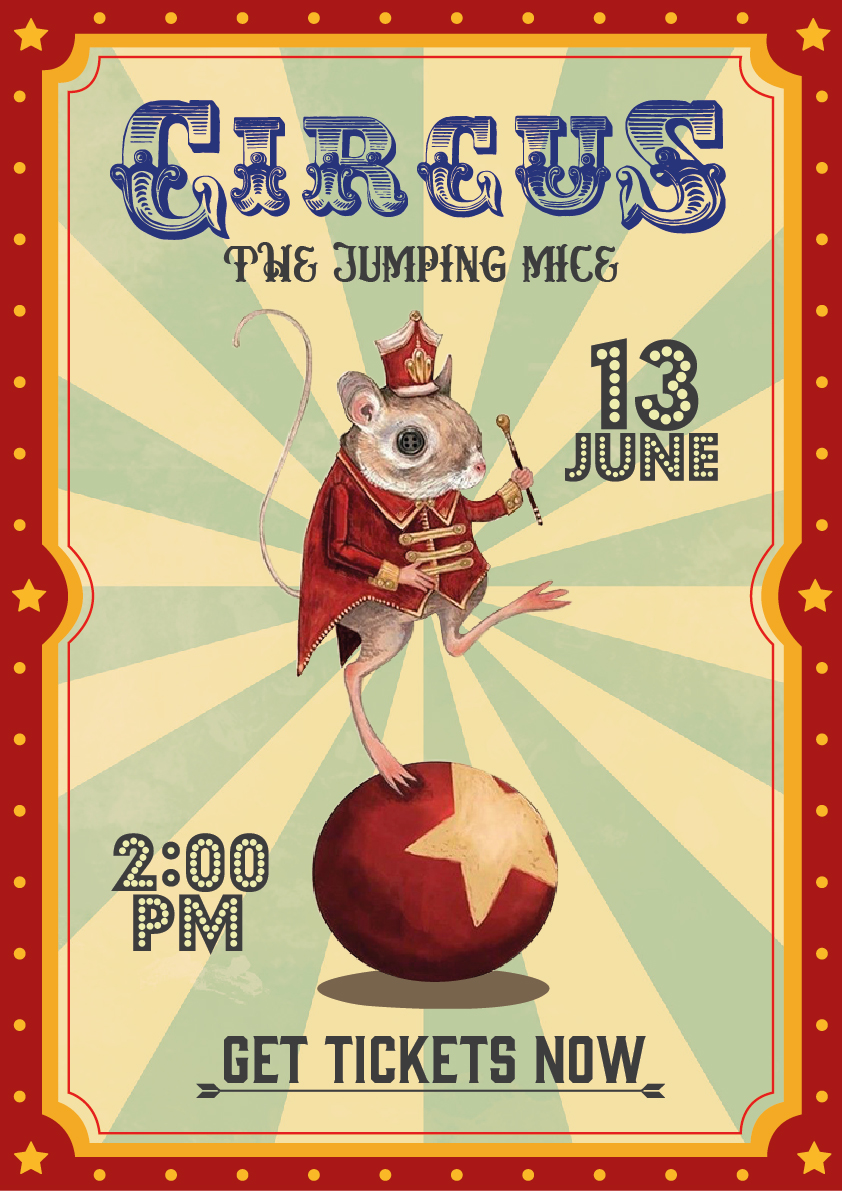 CIRCUS
THE JUMPING MICE
13
JUNE
2:00
PM
GET TICKETS NOW